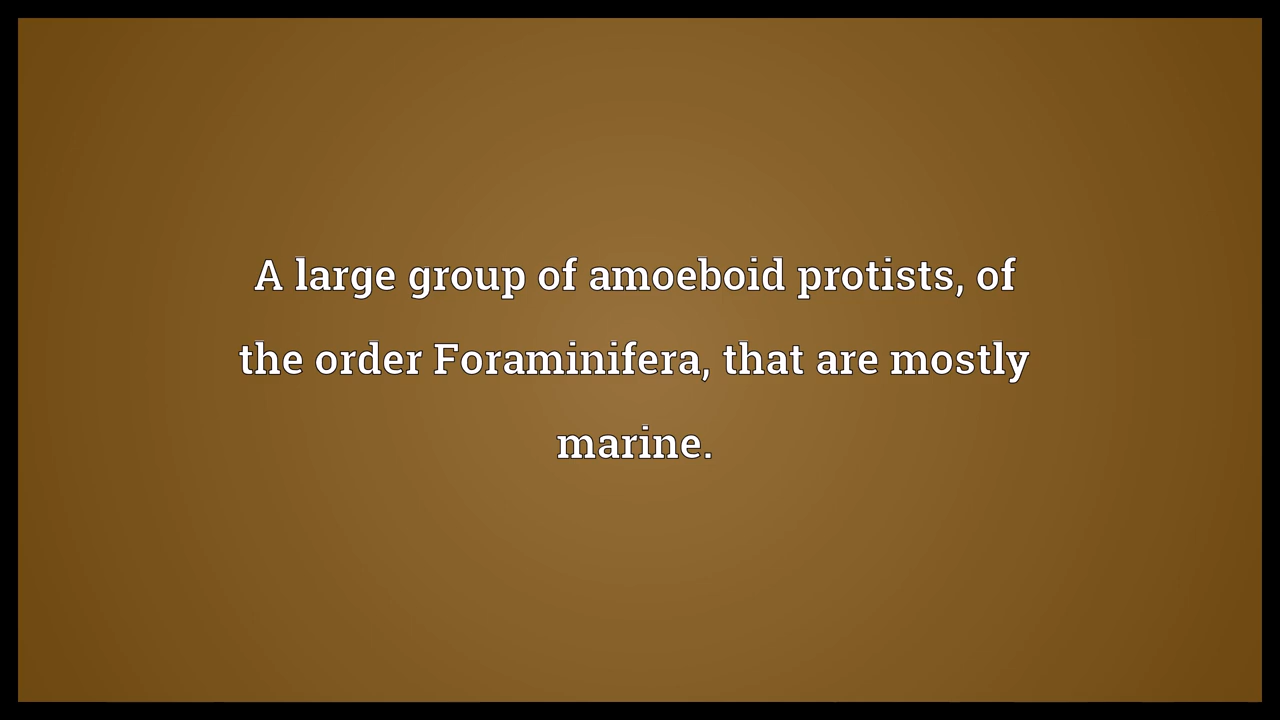 A large group of amoeboid protists, of
the order Foraminifera, that are mostly
marine.